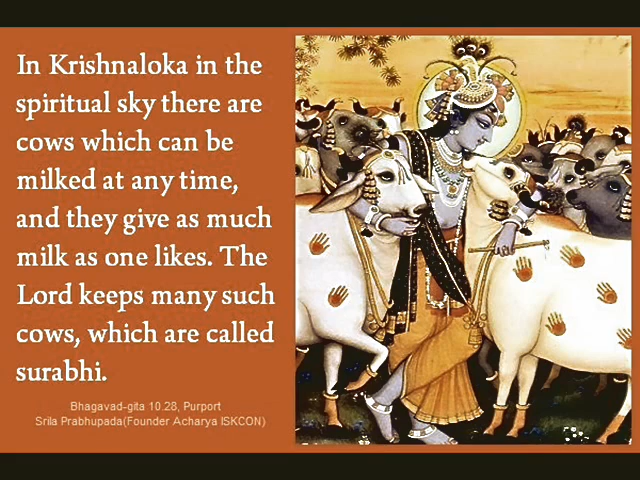 In Krishnaloka in the
spiritual sky there are
cows which can be
milked at any time,
and they give as much
milk as one likes. The
Lord keeps many such
cows, which are called
surabhi.
Bhagavad-gita 10.28, Purport
Srila Prabhupada(Founder Acharya ISKCON)